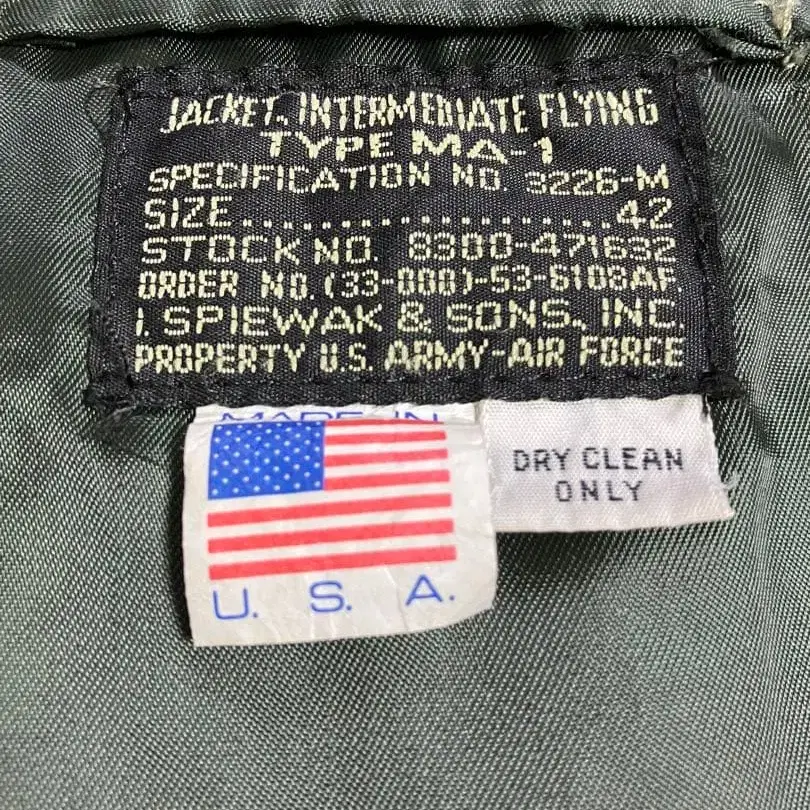 JACKET, INTERMEDIATE FLYING
TYPE MA-1
SPECIFICATION NO. 3226-M
SIZE....................42
STOCK NO. 8300-471632
ORDER NO. (33-000)-53-5103AF.
I. SPIEWAK & SONS, INC.
PROPERTY U.S. ARMY-AIR FORCE
MADE IN
U. S. A.
DRY CLEAN
ONLY